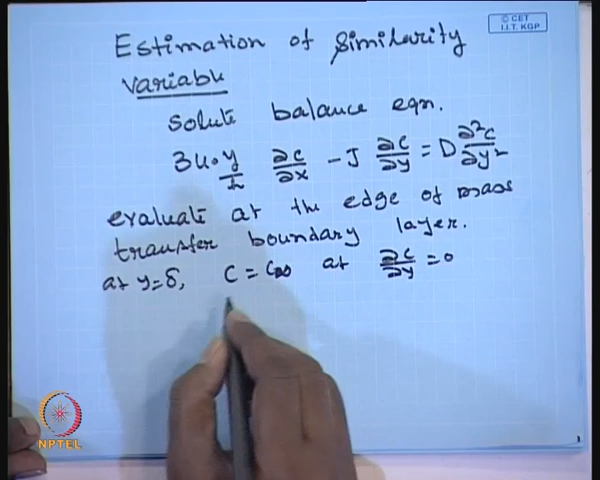 © CET
I.I.T. KGP
Estimation of Similarity
Variable
Solute balance eqn.
3u₀ y/h ∂c/∂x - J ∂c/∂y = D ∂²c/∂y²
evaluate at the edge of mass
transfer boundary layer.
at y=δ, C = C∞ at ∂c/∂y = 0
NPTEL